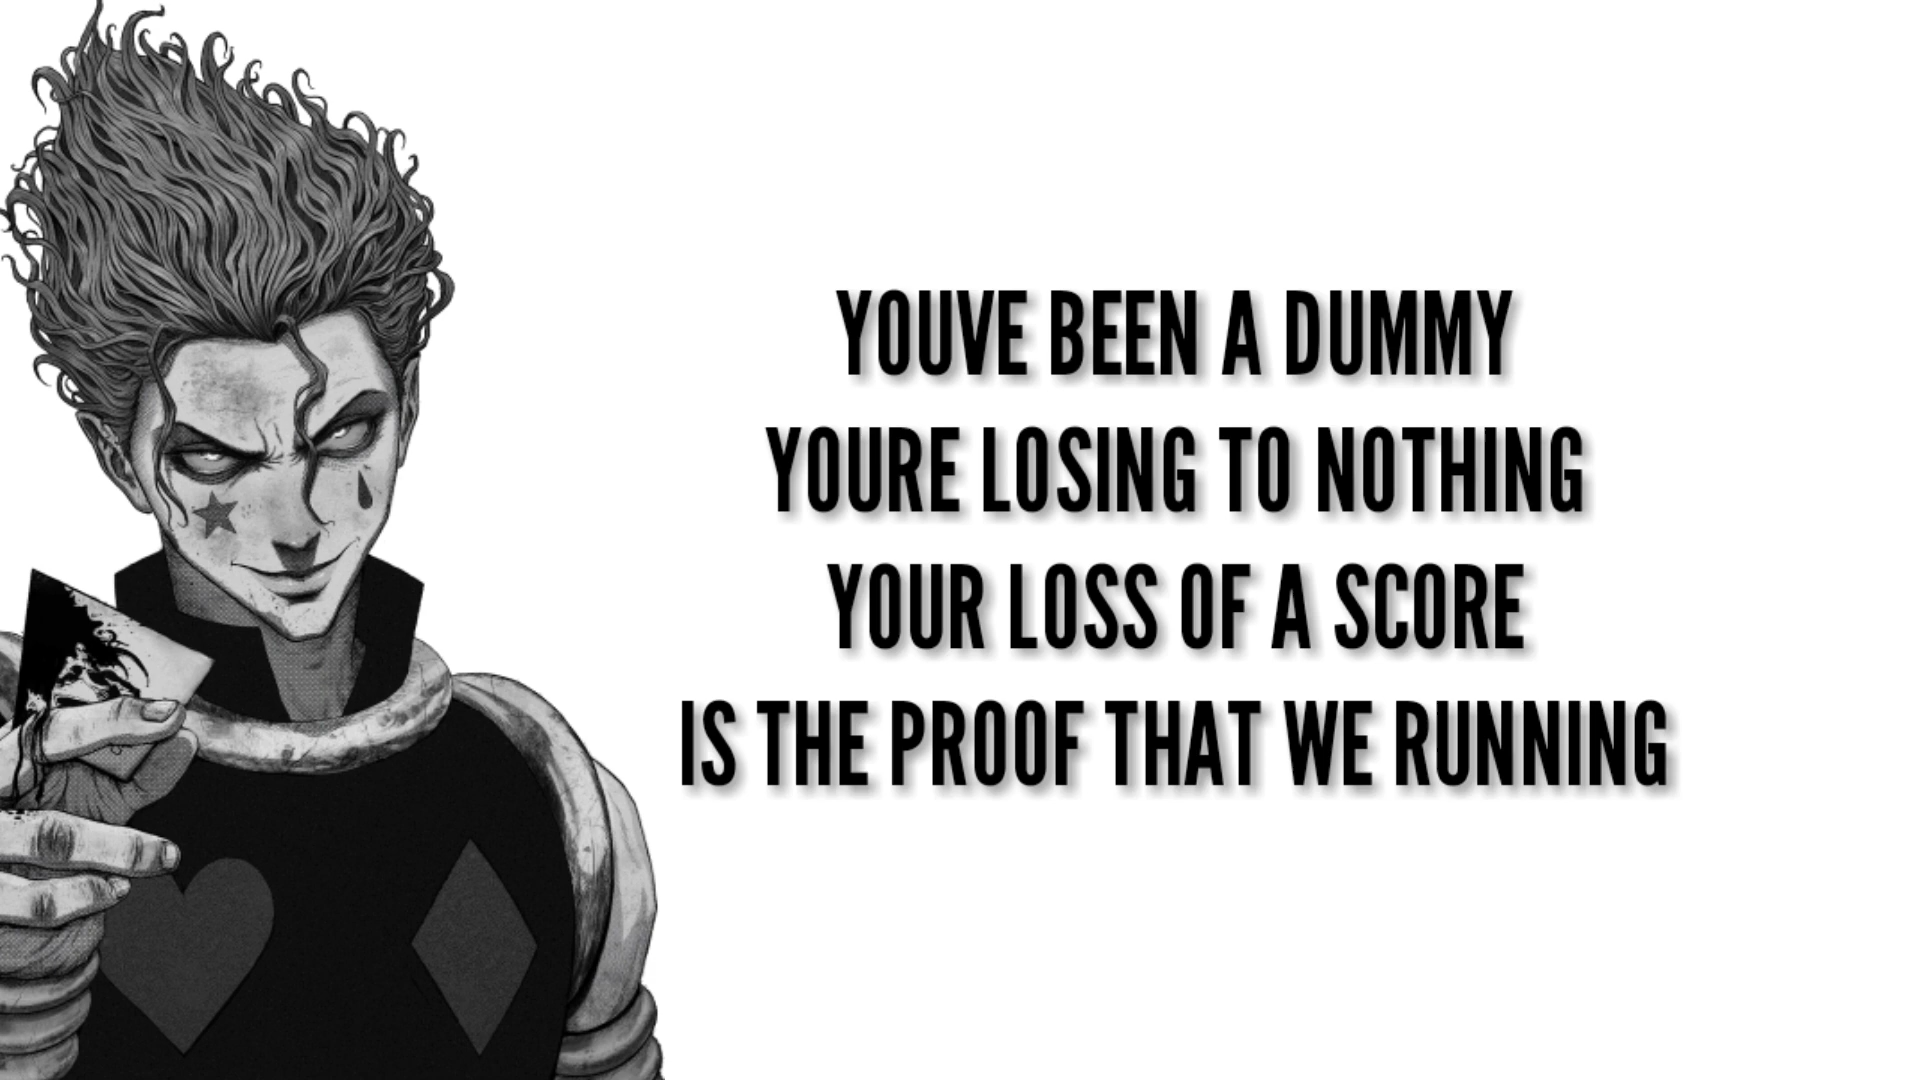 YOUVE BEEN A DUMMY
YOURE LOSING TO NOTHING
YOUR LOSS OF A SCORE
IS THE PROOF THAT WE RUNNING